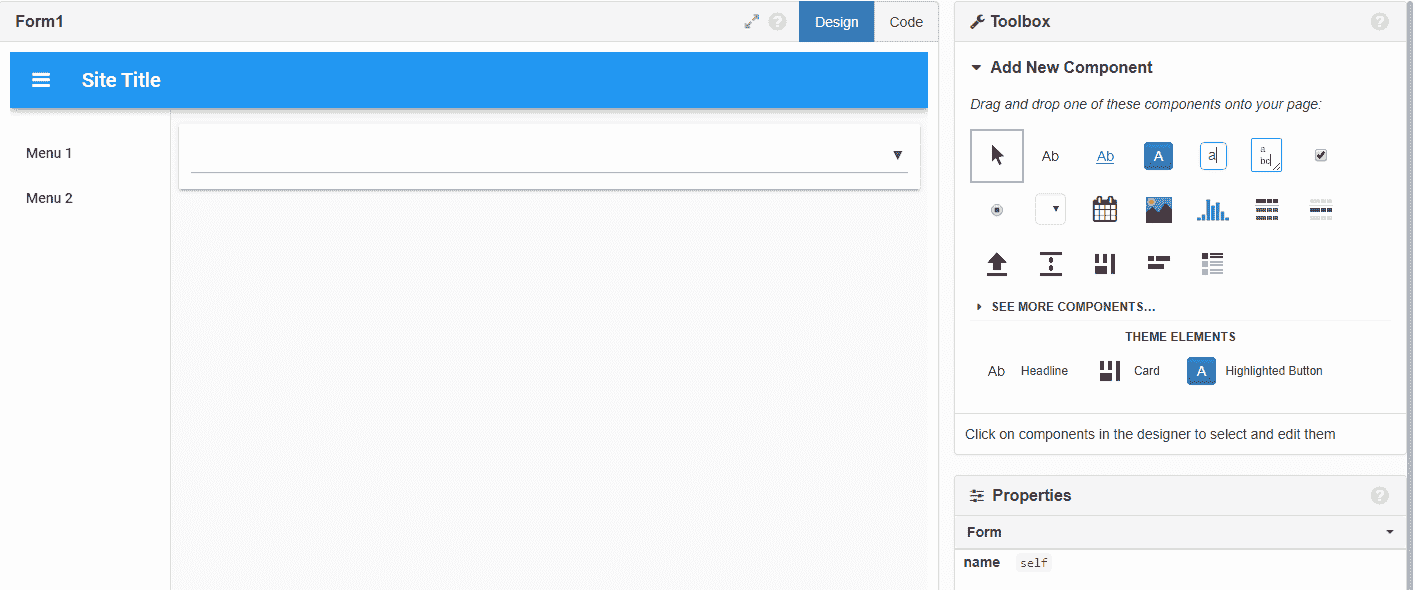 Form1
?
Design
Code
Site Title
Menu 1
Menu 2
Toolbox
?
Add New Component
Drag and drop one of these components onto your page:
Ab
Ab
A
a
a
bc
SEE MORE COMPONENTS...
THEME ELEMENTS
Ab Headline
Card
A Highlighted Button
Click on components in the designer to select and edit them
Properties
?
Form
name self